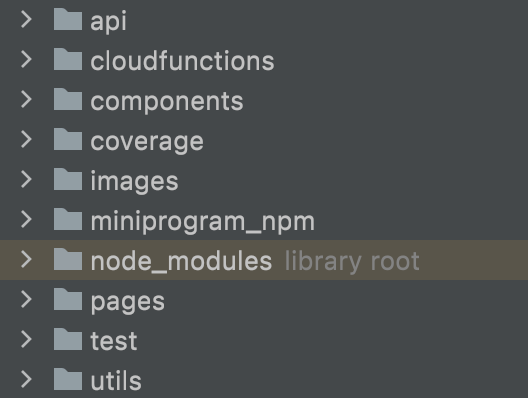 api
cloudfunctions
components
coverage
images
miniprogram_npm
node_modules library root
pages
test
utils